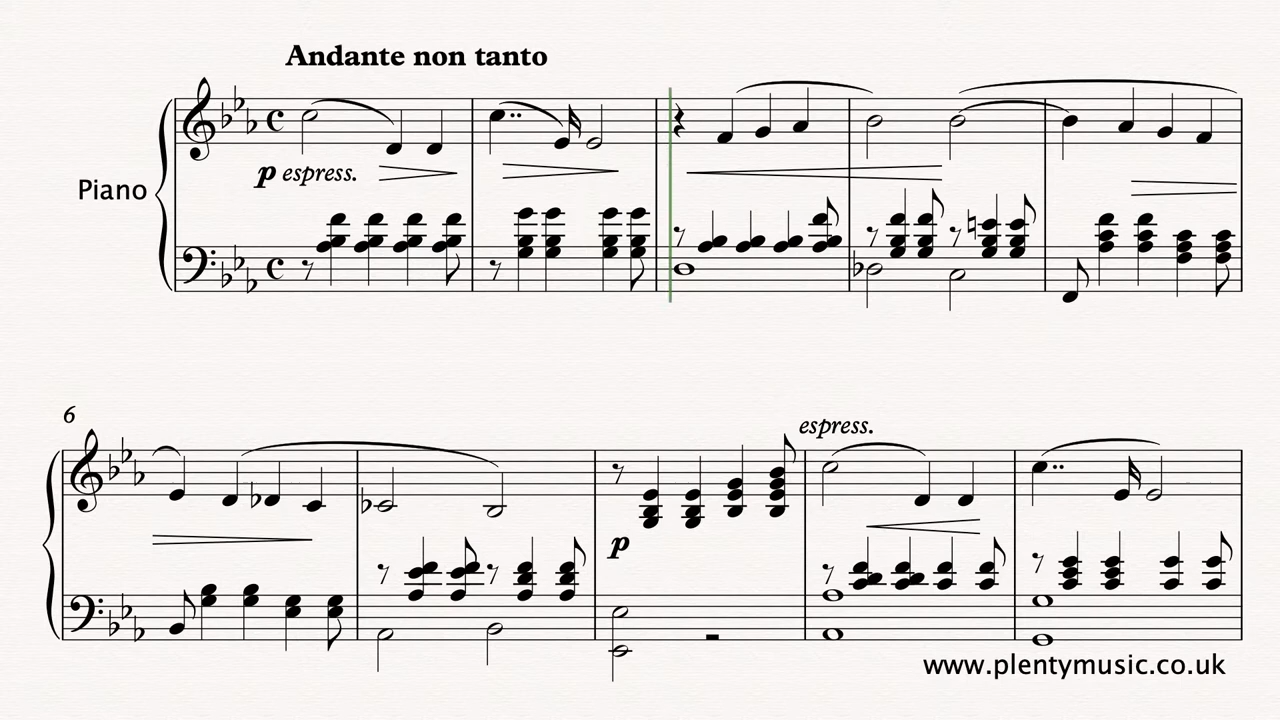 Andante non tanto
p espress.
Piano
6
espress.
p
www.plentymusic.co.uk